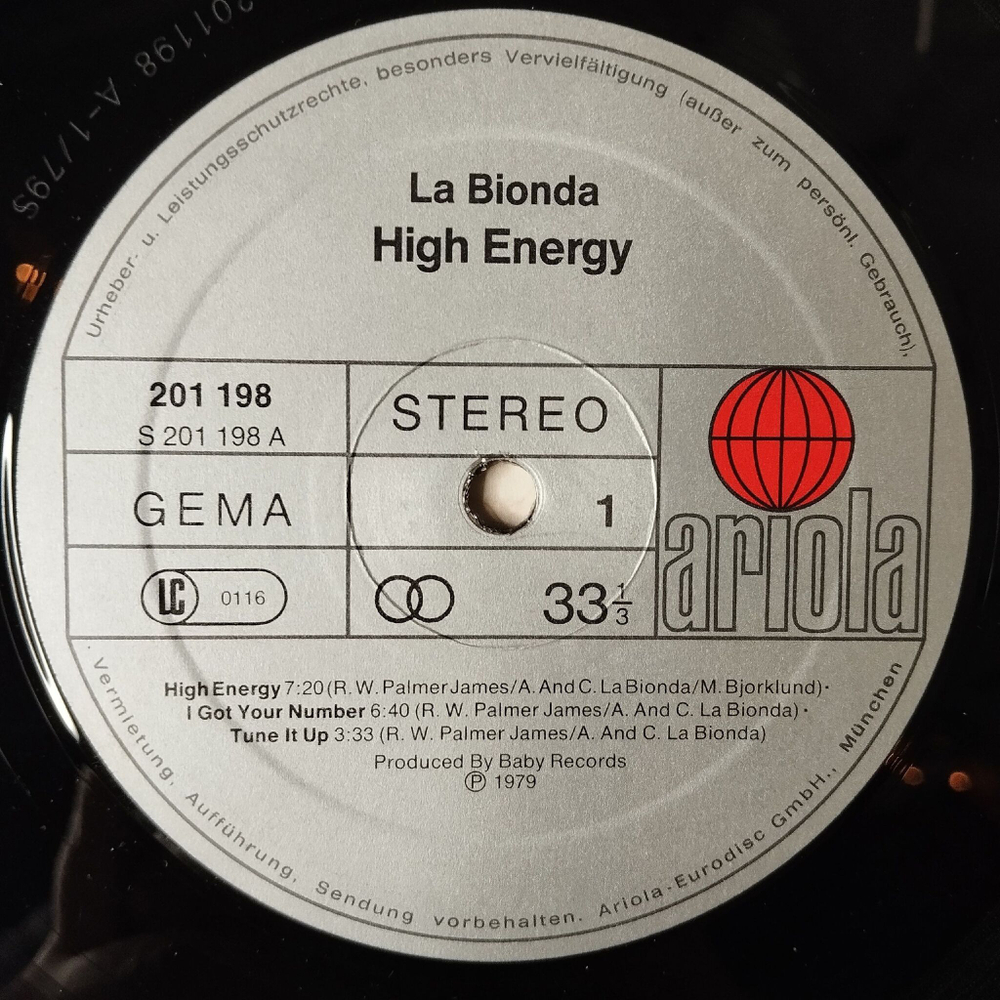 201198 A-1/79S
Urheber- u. Leistungsschutzrechte, besonders Vervielfältigung (außer zum persönl. Gebrauch),
La Bionda
High Energy
201 198
S 201 198 A
STEREO
GEMA
1
LC 0116
33 1/3
ariola
High Energy 7:20 (R. W. Palmer James/A. And C. La Bionda/M. Bjorklund)·
I Got Your Number 6:40 (R. W. Palmer James/A. And C. La Bionda)·
Tune It Up 3:33 (R. W. Palmer James/A. And C. La Bionda)
Produced By Baby Records
℗ 1979
· Vermietung, Aufführung, Sendung vorbehalten. Ariola-Eurodisc GmbH., München